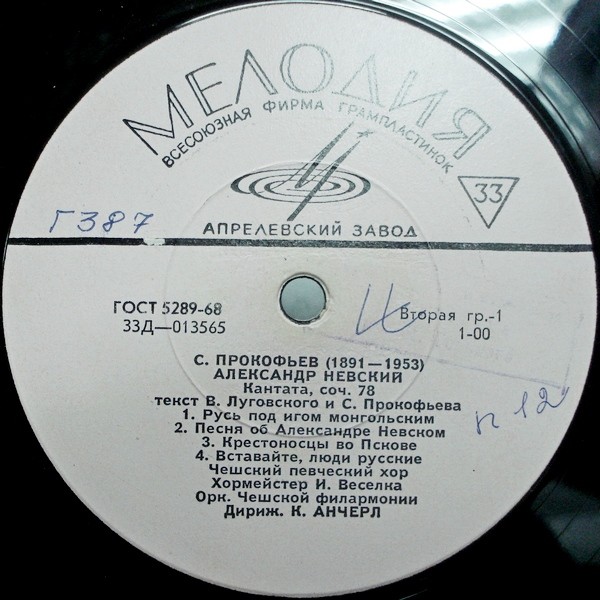 МЕЛОДИЯ
ВСЕСОЮЗНАЯ ФИРМА ГРАМПЛАСТИНОК
33
Г387
АПРЕЛЕВСКИЙ ЗАВОД
ГОСТ 5289-68
33Д—013565
Вторая гр.-1
1-00
С. ПРОКОФЬЕВ (1891—1953)
АЛЕКСАНДР НЕВСКИЙ
Кантата, соч. 78
текст В. Луговского и С. Прокофьева
1. Русь под игом монгольским
2. Песня об Александре Невском
3. Крестоносцы во Пскове
4. Вставайте, люди русские
Чешский певческий хор
Хормейстер И. Веселка
Орк. Чешской филармонии
Дириж. К. АНЧЕРЛ
п 12